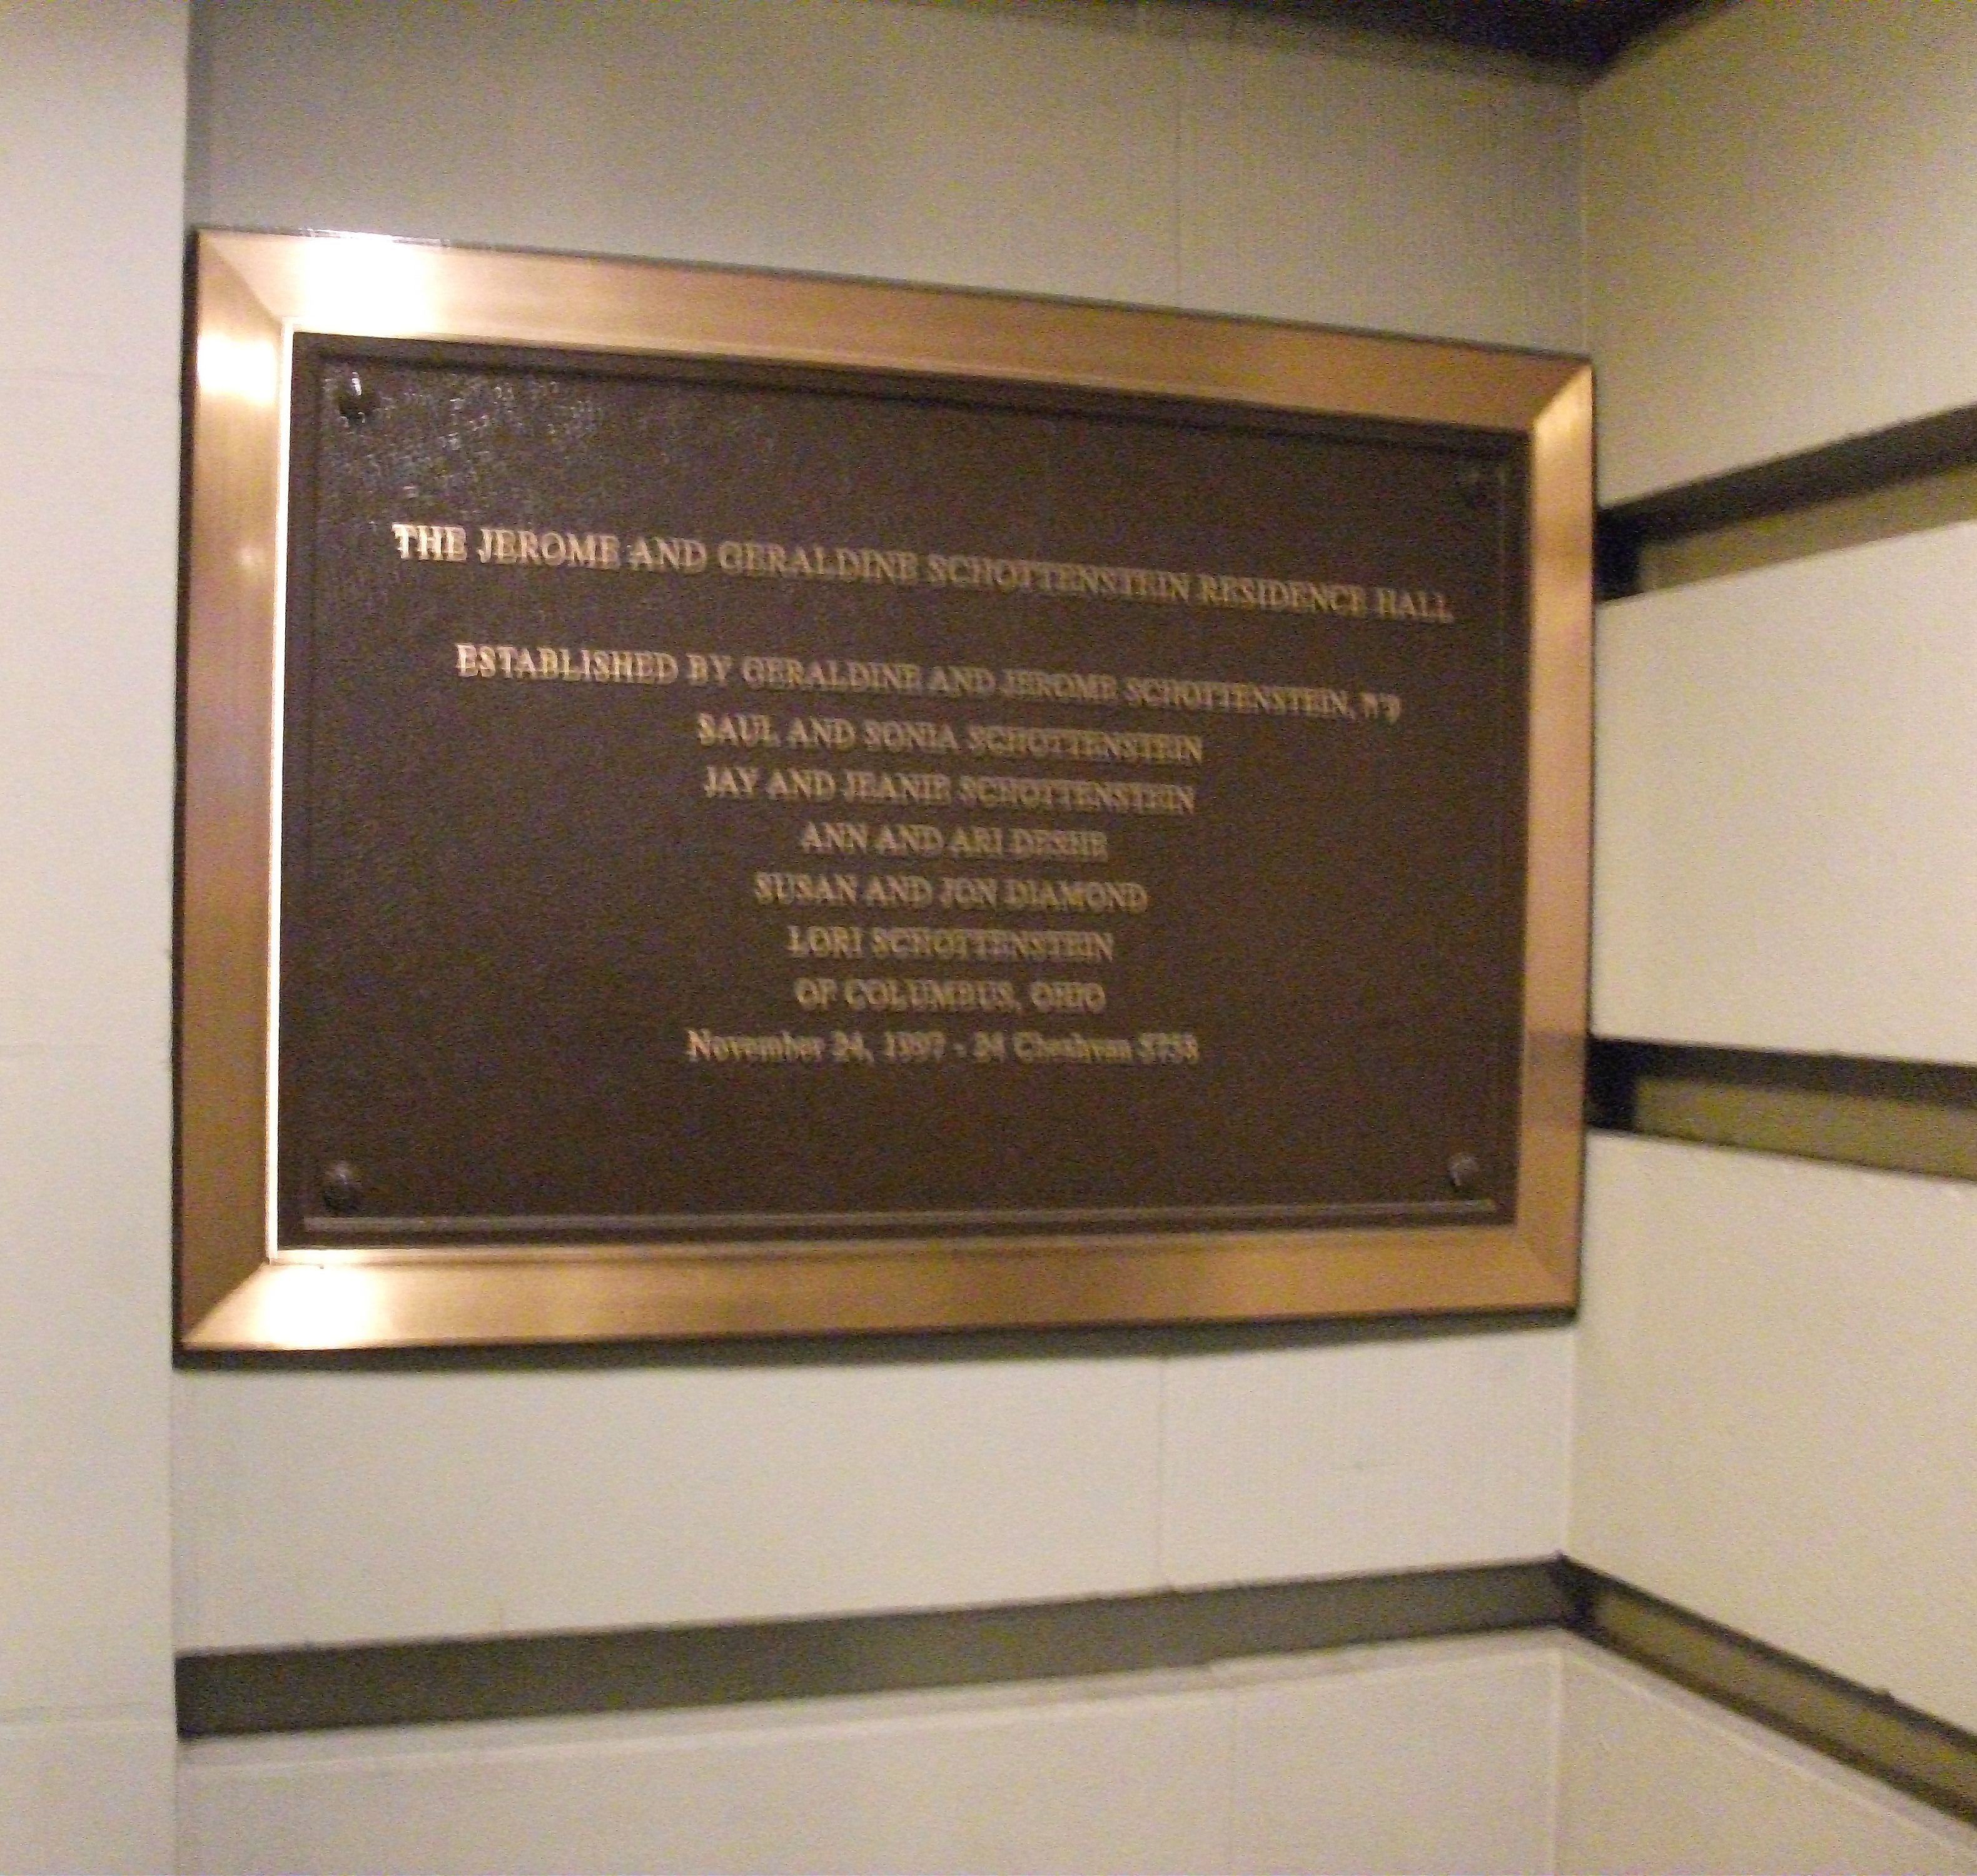 THE JEROME AND GERALDINE SCHOTTENSTEIN RESIDENCE HALL
ESTABLISHED BY GERALDINE AND JEROME SCHOTTENSTEIN,
SAUL AND SONIA SCHOTTENSTEIN
JAY AND JEANIE SCHOTTENSTEIN
ANN AND ARI DESHE
SUSAN AND JON DIAMOND
LORI SCHOTTENSTEIN
OF COLUMBUS, OHIO
November 24, 1997 - 24 Cheshvan 5758